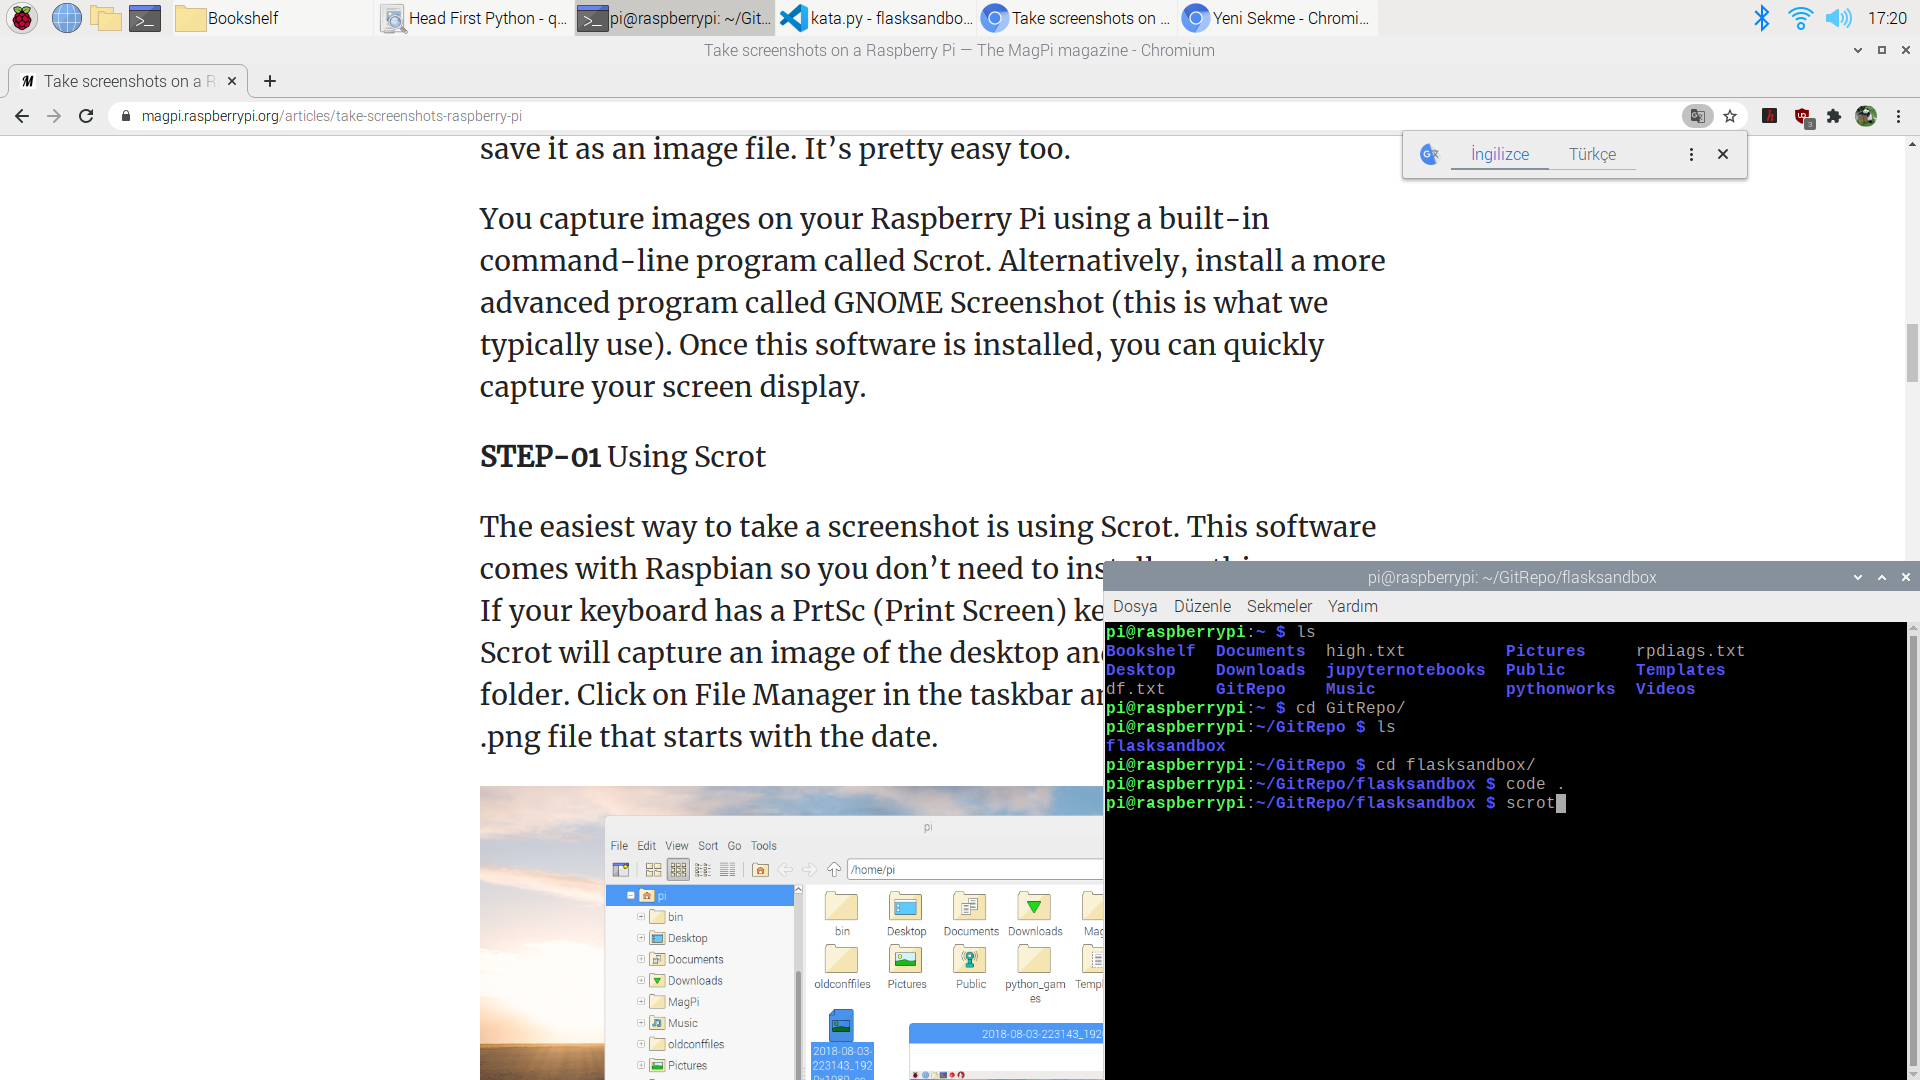 Bookshelf
Head First Python - q...
pi@raspberrypi: ~/Git...
kata.py - flasksandbo...
Take screenshots on ...
Yeni Sekme - Chromi...
17:20
Take screenshots on a Raspberry Pi — The MagPi magazine - Chromium
Take screenshots on a R
magpi.raspberrypi.org/articles/take-screenshots-raspberry-pi
3
İngilizce
Türkçe
save it as an image file. It’s pretty easy too.
You capture images on your Raspberry Pi using a built-in
command-line program called Scrot. Alternatively, install a more
advanced program called GNOME Screenshot (this is what we
typically use). Once this software is installed, you can quickly
capture your screen display.
STEP-01 Using Scrot
The easiest way to take a screenshot is using Scrot. This software
comes with Raspbian so you don’t need to
If your keyboard has a PrtSc (Print Screen)
Scrot will capture an image of the desktop
folder. Click on File Manager in the taskbar
.png file that starts with the date.
pi
File Edit View Sort Go Tools
/home/pi
pi
bin
Desktop
Documents
Downloads
MagPi
Music
oldconffiles
Pictures
bin
Desktop
Documents
Downloads
oldconffiles
Pictures
Public
python_gam
es
2018-08-03-
223143_192
2018-08-03-223143_192
pi@raspberrypi: ~/GitRepo/flasksandbox
Dosya Düzenle Sekmeler Yardım
pi@raspberrypi:~ $ ls
Bookshelf Documents high.txt Pictures rpdiags.txt
Desktop Downloads jupyternotebooks Public Templates
df.txt GitRepo Music pythonworks Videos
pi@raspberrypi:~ $ cd GitRepo/
pi@raspberrypi:~/GitRepo $ ls
flasksandbox
pi@raspberrypi:~/GitRepo $ cd flasksandbox/
pi@raspberrypi:~/GitRepo/flasksandbox $ code .
pi@raspberrypi:~/GitRepo/flasksandbox $ scrot